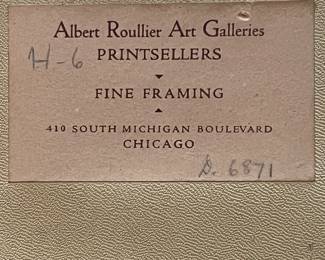 Albert Roullier Art Galleries
H-6 PRINTSELLERS
FINE FRAMING
410 SOUTH MICHIGAN BOULEVARD
CHICAGO
D. 6871